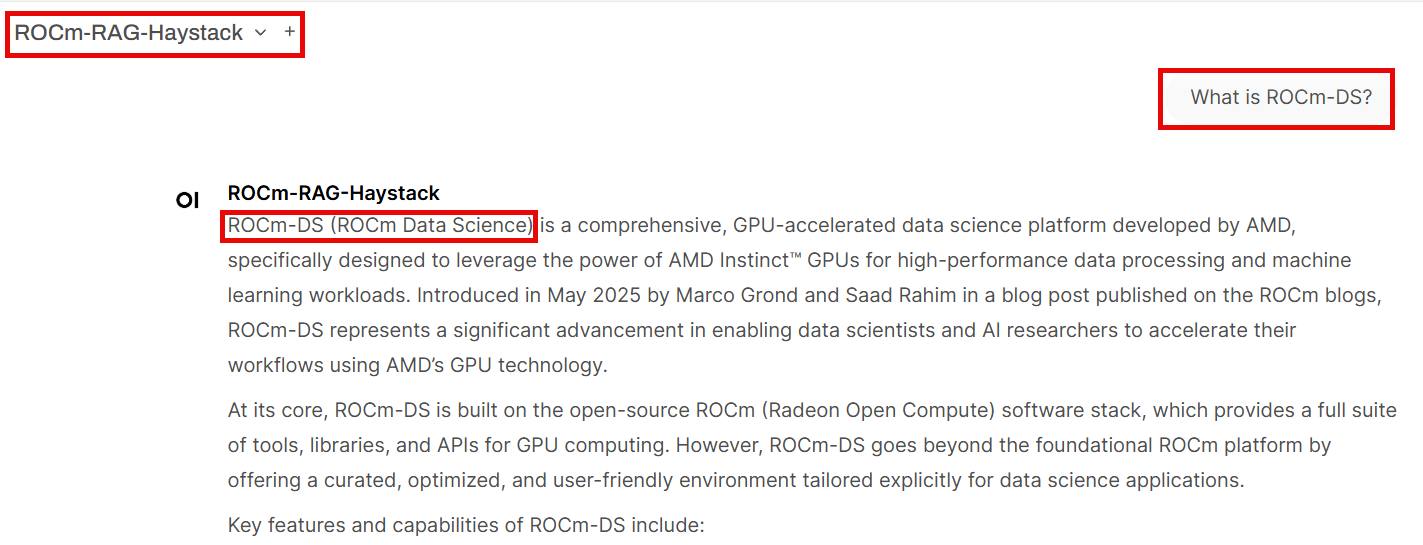 ROCm-RAG-Haystack +
What is ROCm-DS?
OI
ROCm-RAG-Haystack
ROCm-DS (ROCm Data Science) is a comprehensive, GPU-accelerated data science platform developed by AMD,
specifically designed to leverage the power of AMD Instinct™ GPUs for high-performance data processing and machine
learning workloads. Introduced in May 2025 by Marco Grond and Saad Rahim in a blog post published on the ROCm blogs,
ROCm-DS represents a significant advancement in enabling data scientists and AI researchers to accelerate their
workflows using AMD’s GPU technology.
At its core, ROCm-DS is built on the open-source ROCm (Radeon Open Compute) software stack, which provides a full suite
of tools, libraries, and APIs for GPU computing. However, ROCm-DS goes beyond the foundational ROCm platform by
offering a curated, optimized, and user-friendly environment tailored explicitly for data science applications.
Key features and capabilities of ROCm-DS include: